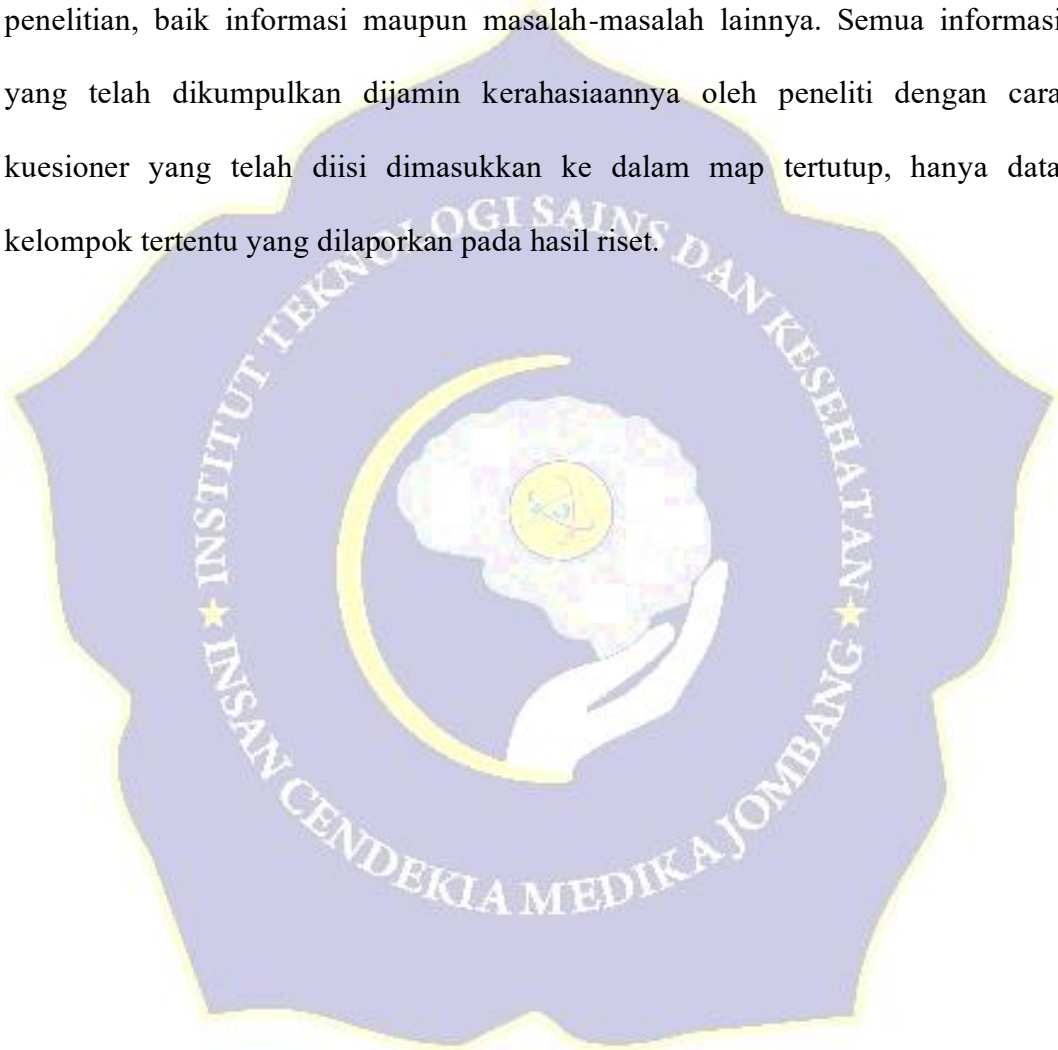 penelitian, baik informasi maupun masalah-masalah lainnya. Semua informasi
yang telah dikumpulkan dijamin kerahasiaannya oleh peneliti dengan cara
kuesioner yang telah diisi dimasukkan ke dalam map tertutup, hanya data
kelompok tertentu yang dilaporkan pada hasil riset.
INSTITUT TEKNOLOGI SAINS DAN KESEHATAN
INSAN CENDEKIA MEDIKA JOMBANG